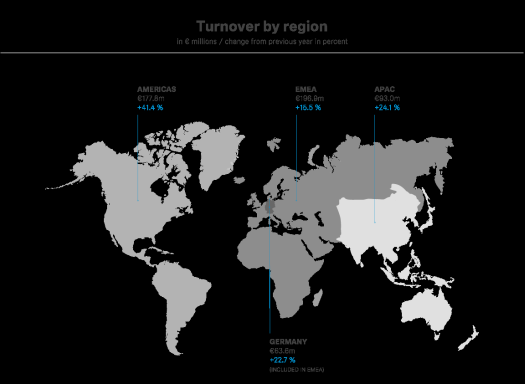 Turnover by region
in € millions / change from previous year in percent
AMERICAS
€177.8m
+41.4 %
EMEA
€196.9m
+15.5 %
APAC
€93.0m
+24.1 %
GERMANY
€63.6m
+22.7 %
(INCLUDED IN EMEA)